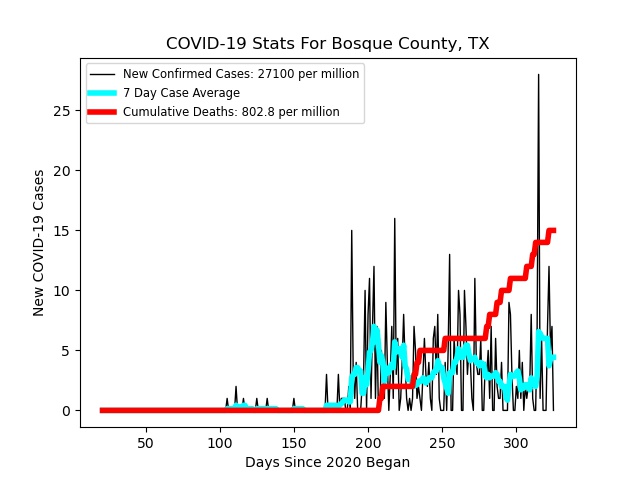 COVID-19 Stats For Bosque County, TX
New Confirmed Cases: 27100 per million
7 Day Case Average
Cumulative Deaths: 802.8 per million
New COVID-19 Cases
25
20
15
10
5
0
50
100
150
200
250
300
Days Since 2020 Began